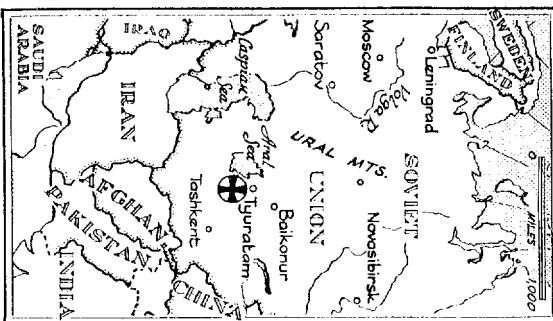 SWEDEN
FINLAND
MILES 1000
Leningrad
SOVIET
Volga R.
Moscow
Novasibirsk
URAL MTS.
Saratov
UNION
Baikonur
Aral
Sea
Tyuratam
Caspian
Sea
Tashkent
CHINA
IRAQ
IRAN
AFGHAN.
PAKISTAN
INDIA
SAUDI
ARABIA